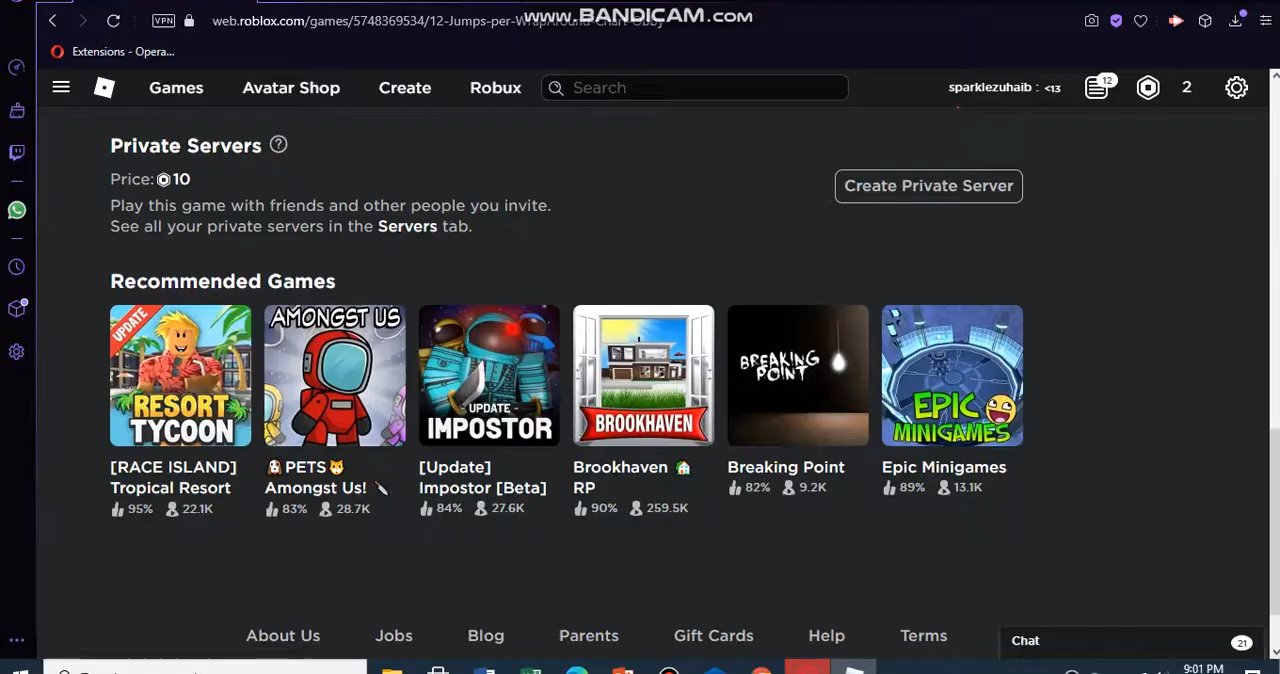 www.BANDICAM.com
VPN
web.roblox.com/games/5748369534/12-Jumps-per-WrapAround-Chart-Obby
Extensions - Opera...
Games
Avatar Shop
Create
Robux
Search
sparklezuhaib : <13
12
2
Private Servers ?
Price: 10
Create Private Server
Play this game with friends and other people you invite.
See all your private servers in the Servers tab.
Recommended Games
UPDATE
RESORT
TYCOON
AMONGST US
- UPDATE -
IMPOSTOR
BROOKHAVEN
BREAKING
POINT
EPIC
MINIGAMES
[RACE ISLAND]
Tropical Resort
95% 22.1K
PETS
Amongst Us!
83% 28.7K
[Update]
Impostor [Beta]
84% 27.6K
Brookhaven
RP
90% 259.5K
Breaking Point
82% 9.2K
Epic Minigames
89% 13.1K
About Us
Jobs
Blog
Parents
Gift Cards
Help
Terms
Chat
21
9:01 PM